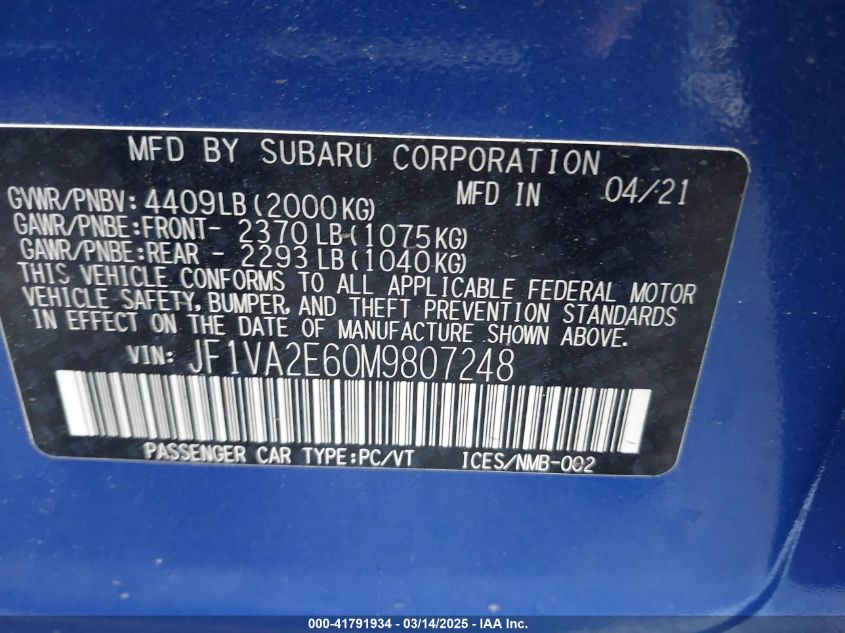 MFD BY SUBARU CORPORATION
GVWR/PNBV: 4409LB(2000KG) MFD IN 04/21
GAWR/PNBE:FRONT- 2370 LB(1075KG)
GAWR/PNBE:REAR - 2293 LB(1040KG)
THIS VEHICLE CONFORMS TO ALL APPLICABLE FEDERAL MOTOR
VEHICLE SAFETY, BUMPER, AND THEFT PREVENTION STANDARDS
IN EFFECT ON THE DATE OF MANUFACTURE SHOWN ABOVE.
VIN: JF1VA2E60M9807248
PASSENGER CAR TYPE:PC/VT ICES/NMB-002
000-41791934 - 03/14/2025 - IAA Inc.